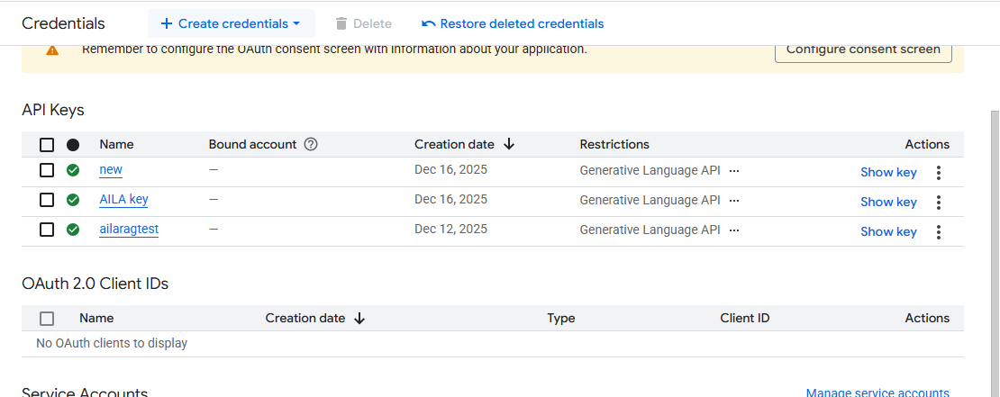 Credentials + Create credentials Delete Restore deleted credentials
Remember to configure the OAuth consent screen with information about your application. Configure consent screen
API Keys
Name Bound account ? Creation date ↓ Restrictions Actions
new — Dec 16, 2025 Generative Language API ... Show key
AILA key — Dec 16, 2025 Generative Language API ... Show key
ailaragtest — Dec 12, 2025 Generative Language API ... Show key
OAuth 2.0 Client IDs
Name Creation date ↓ Type Client ID Actions
No OAuth clients to display
Service Accounts Manage service accounts